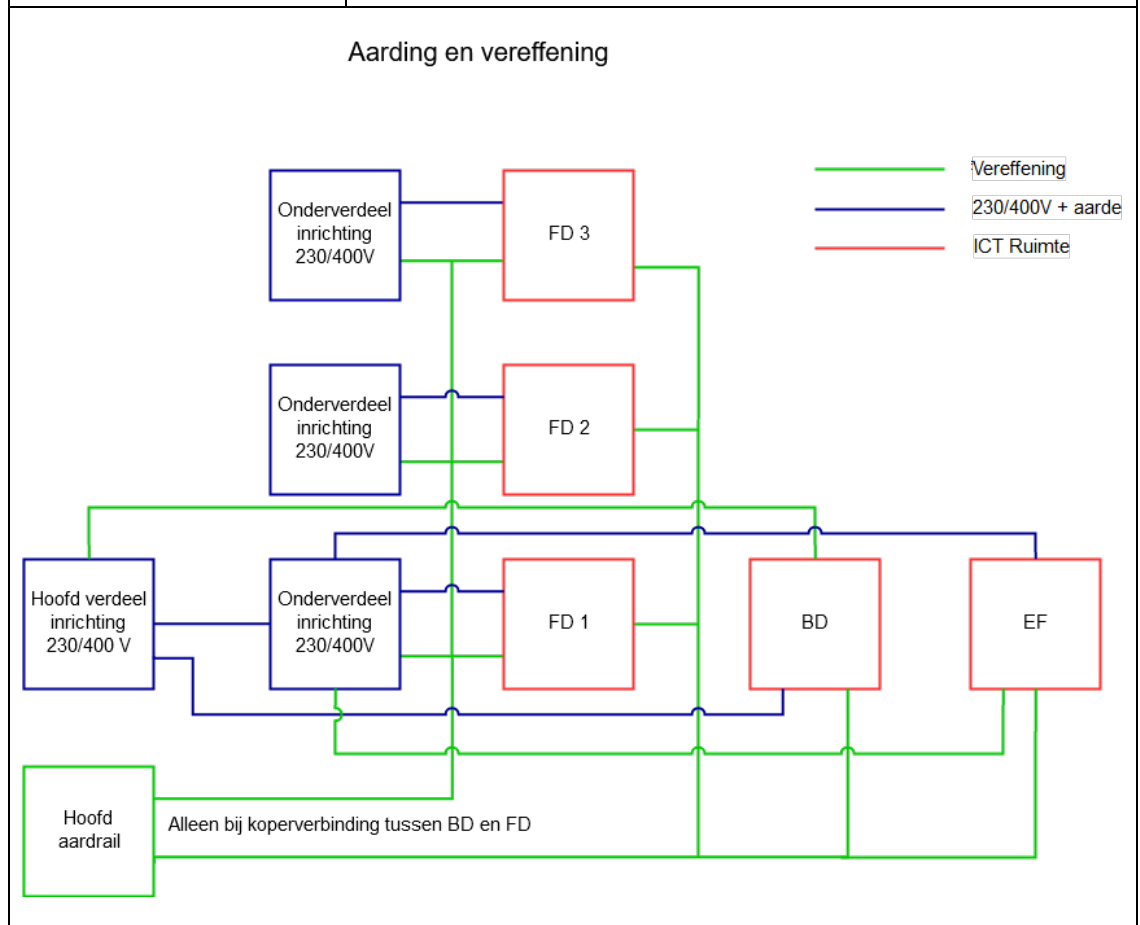 Aarding en vereffening
Vereffening
230/400V + aarde
ICT Ruimte
Onderverdeel
inrichting
230/400V
FD 3
Onderverdeel
inrichting
230/400V
FD 2
Hoofd verdeel
inrichting
230/400 V
Onderverdeel
inrichting
230/400V
FD 1
BD
EF
Hoofd
aardrail
Alleen bij koperverbinding tussen BD en FD